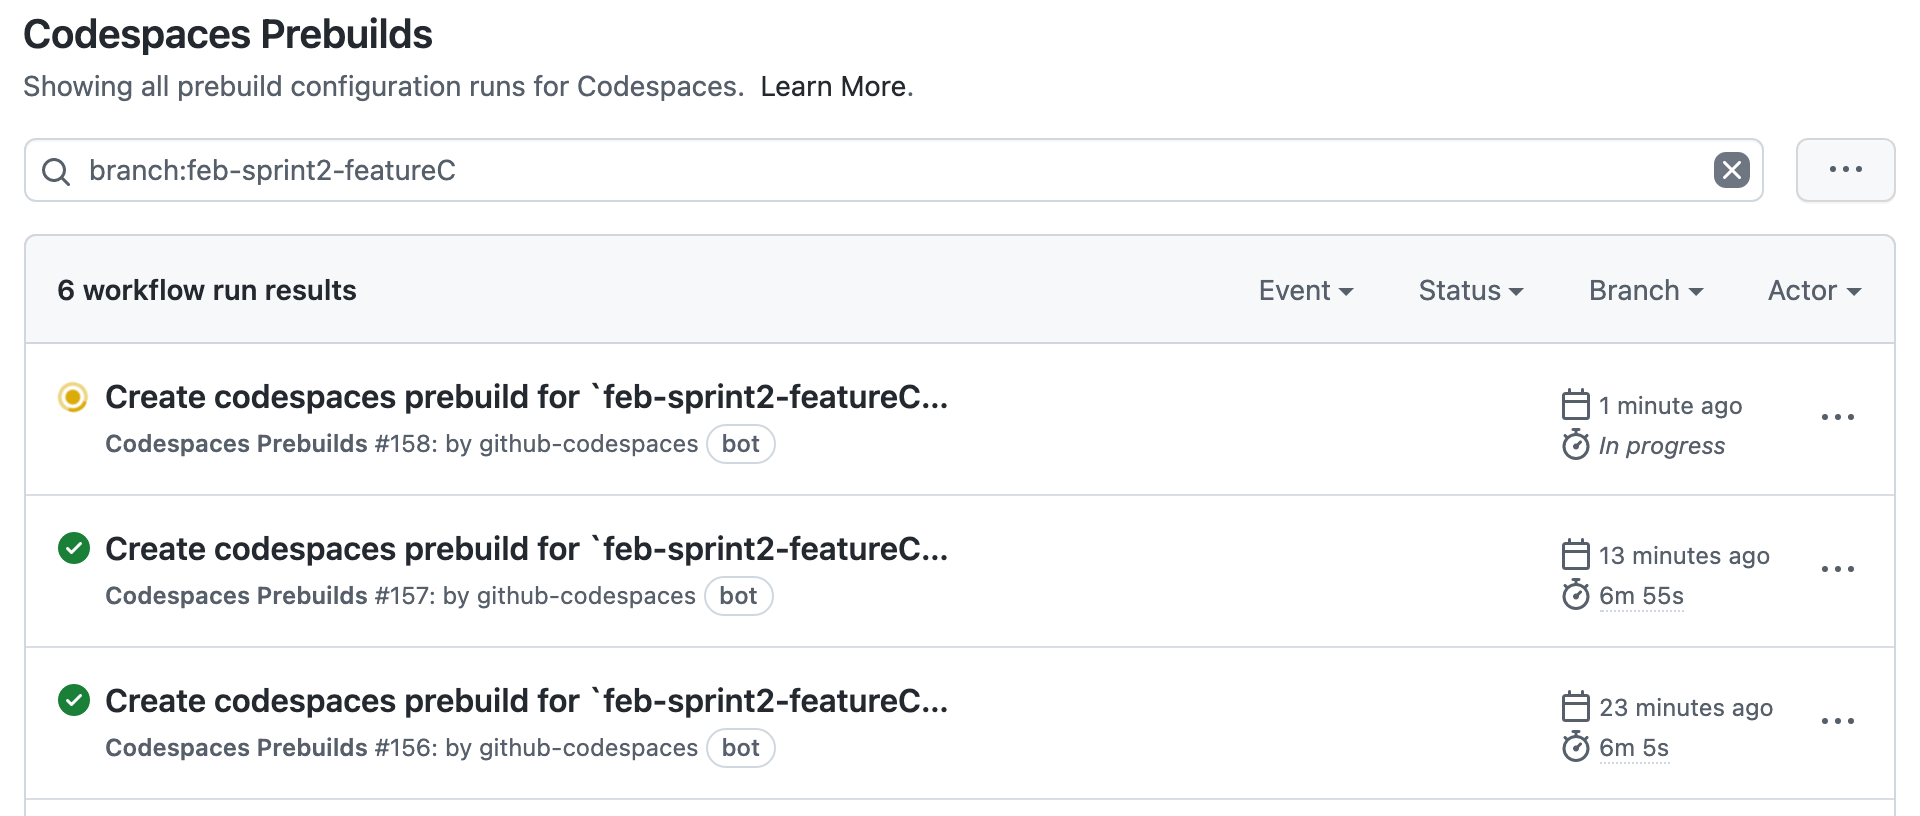 Codespaces Prebuilds
Showing all prebuild configuration runs for Codespaces. Learn More.
branch:feb-sprint2-featureC
6 workflow run results Event Status Branch Actor
Create codespaces prebuild for `feb-sprint2-featureC...
1 minute ago
Codespaces Prebuilds #158: by github-codespaces bot
In progress
Create codespaces prebuild for `feb-sprint2-featureC...
13 minutes ago
Codespaces Prebuilds #157: by github-codespaces bot
6m 55s
Create codespaces prebuild for `feb-sprint2-featureC...
23 minutes ago
Codespaces Prebuilds #156: by github-codespaces bot
6m 5s